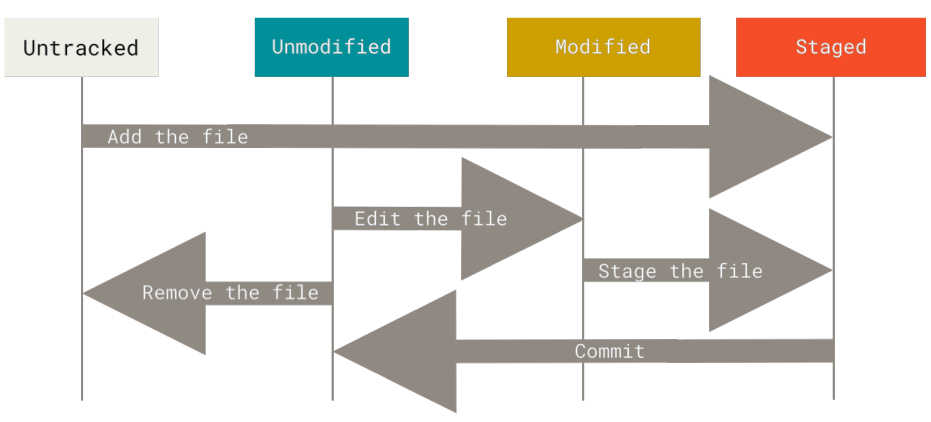 Untracked
Unmodified
Modified
Staged
Add the file
Edit the file
Stage the file
Remove the file
Commit